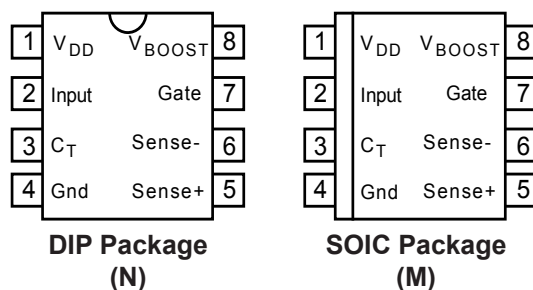 1 VDD VBOOST 8
2 Input Gate 7
3 CT Sense- 6
4 Gnd Sense+ 5
DIP Package
(N)
1 VDD VBOOST 8
2 Input Gate 7
3 CT Sense- 6
4 Gnd Sense+ 5
SOIC Package
(M)